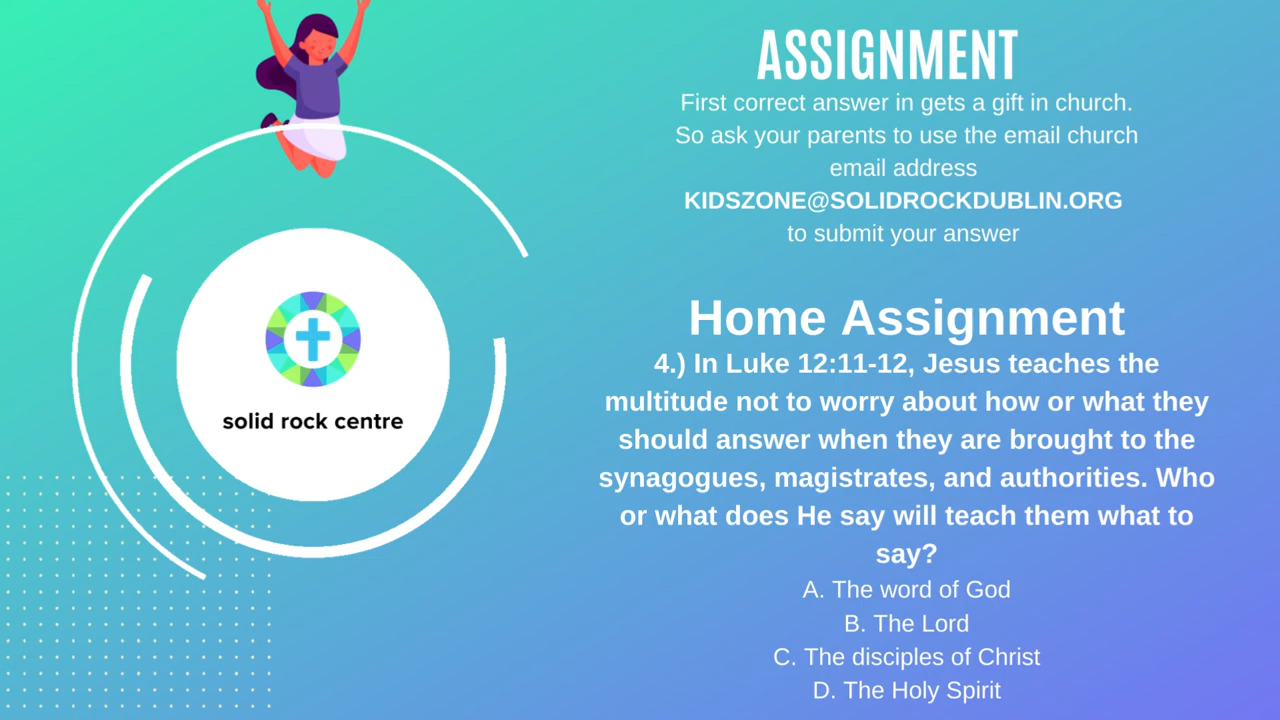 ASSIGNMENT
First correct answer in gets a gift in church.
So ask your parents to use the email church
email address
KIDSZONE@SOLIDROCKDUBLIN.ORG
to submit your answer
Home Assignment
4.) In Luke 12:11-12, Jesus teaches the
multitude not to worry about how or what they
should answer when they are brought to the
synagogues, magistrates, and authorities. Who
or what does He say will teach them what to
say?
A. The word of God
B. The Lord
C. The disciples of Christ
D. The Holy Spirit
solid rock centre